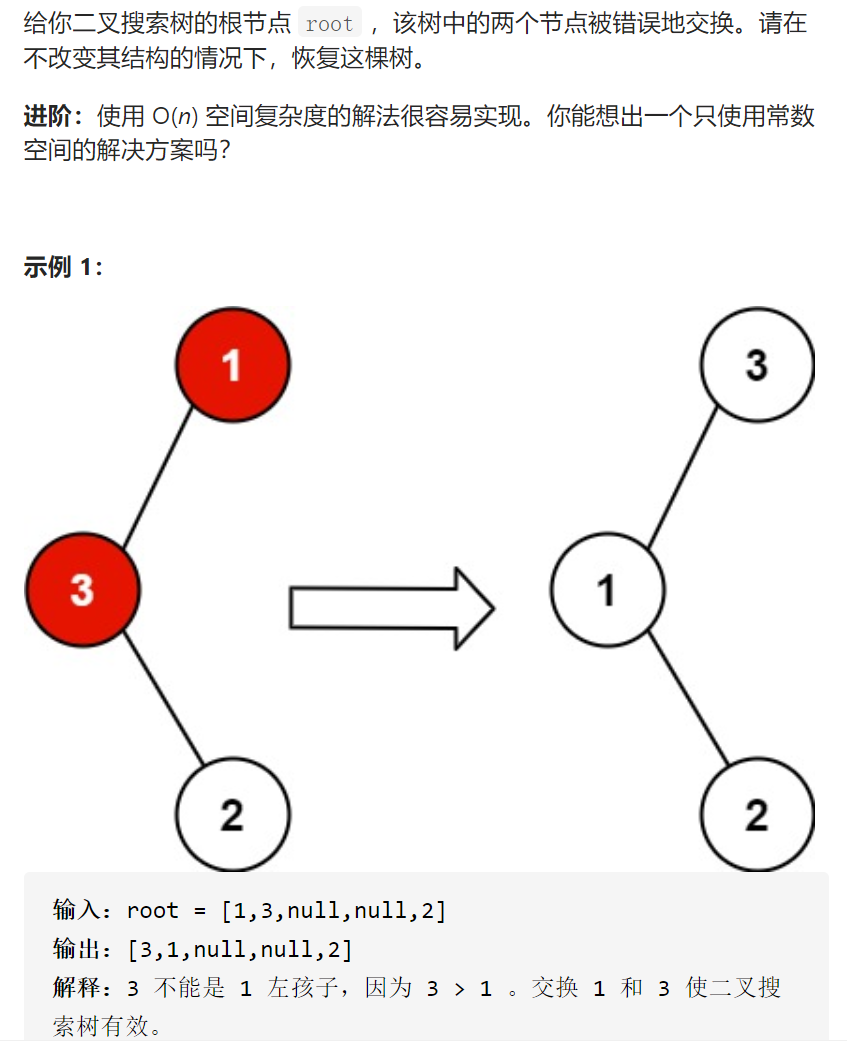 给你二叉搜索树的根节点 root ，该树中的两个节点被错误地交换。请在
不改变其结构的情况下，恢复这棵树。
进阶：使用 O(n) 空间复杂度的解法很容易实现。你能想出一个只使用常数
空间的解决方案吗？
示例 1：
1
3
3
1
2
2
输入：root = [1,3,null,null,2]
输出：[3,1,null,null,2]
解释：3 不能是 1 左孩子，因为 3 > 1 。交换 1 和 3 使二叉搜
索树有效。